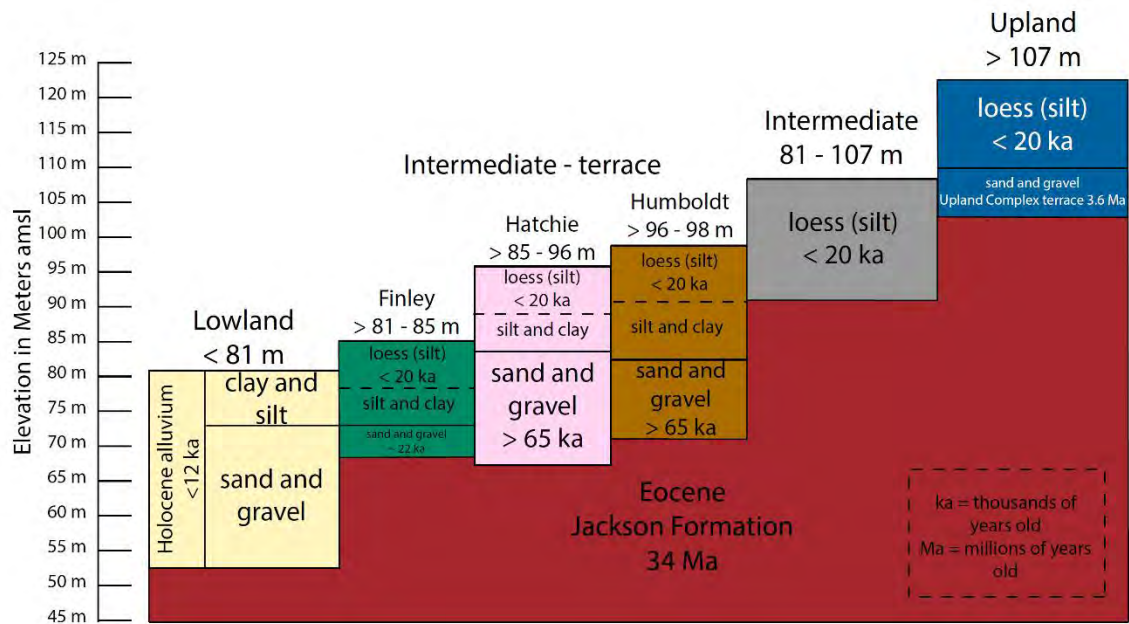 Upland
> 107 m
125 m
120 m
115 m
110 m
105 m
100 m
95 m
90 m
85 m
80 m
75 m
70 m
65 m
60 m
55 m
50 m
45 m
Elevation in Meters amsl
loess (silt)
< 20 ka
sand and gravel
Upland Complex terrace 3.6 Ma
Intermediate
81 - 107 m
loess (silt)
< 20 ka
Intermediate - terrace
Humboldt
> 96 - 98 m
loess (silt)
< 20 ka
silt and clay
sand and
gravel
> 65 ka
Hatchie
> 85 - 96 m
loess (silt)
< 20 ka
silt and clay
sand and
gravel
> 65 ka
Finley
> 81 - 85 m
loess (silt)
< 20 ka
silt and clay
sand and gravel
22 ka
Lowland
< 81 m
clay and
silt
sand and
gravel
Holocene alluvium
<12 ka
Eocene
Jackson Formation
34 Ma
ka = thousands of
years old
Ma = millions of years
old